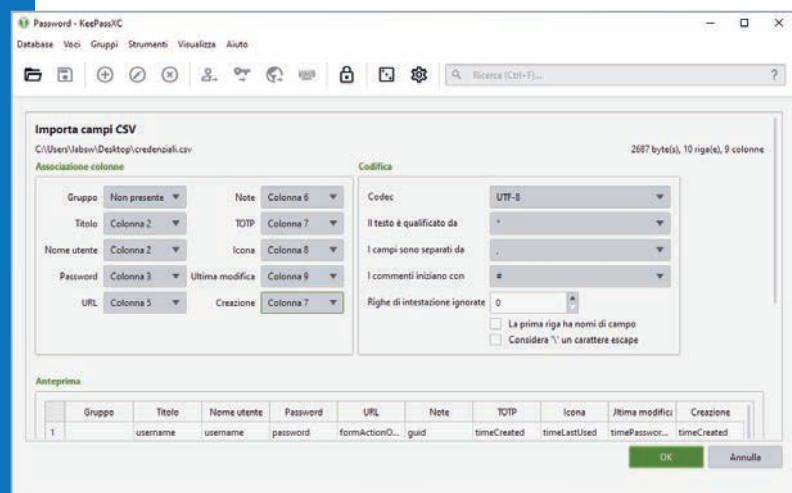 Password - KeePassXC
Database Voci Gruppi Strumenti Visualizza Aiuto
Ricerca (Ctrl+F)... ?
Importa campi CSV
C:\Users\labsw\Desktop\credenziali.csv 2687 byte(s), 10 riga(e), 9 colonne
Associazione colonne Codifica
Gruppo Non presente Note Colonna 6 Codec UTF-8
Titolo Colonna 2 TOTP Colonna 7 Il testo è qualificato da "
Nome utente Colonna 2 Icona Colonna 8 I campi sono separati da ,
Password Colonna 3 Ultima modifica Colonna 9 I commenti iniziano con #
URL Colonna 5 Creazione Colonna 7 Righe di intestazione ignorate 0
La prima riga ha nomi di campo
Considera '\' un carattere escape
Anteprima
Gruppo Titolo Nome utente Password URL Note TOTP Icona Jltima modific Creazione
1 username username password formActionO... guid timeCreated timeLastUsed timePasswor... timeCreated
OK Annulla